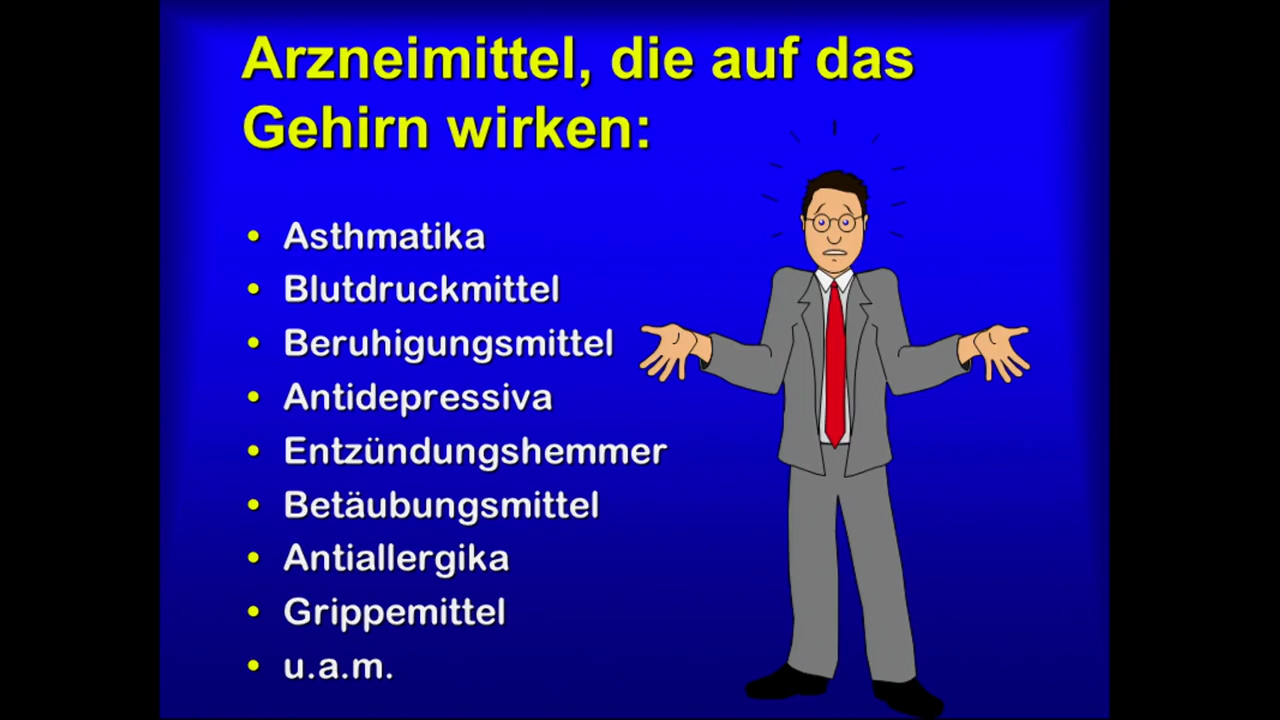 Arzneimittel, die auf das
Gehirn wirken:
• Asthmatika
• Blutdruckmittel
• Beruhigungsmittel
• Antidepressiva
• Entzündungshemmer
• Betäubungsmittel
• Antiallergika
• Grippemittel
• u.a.m.